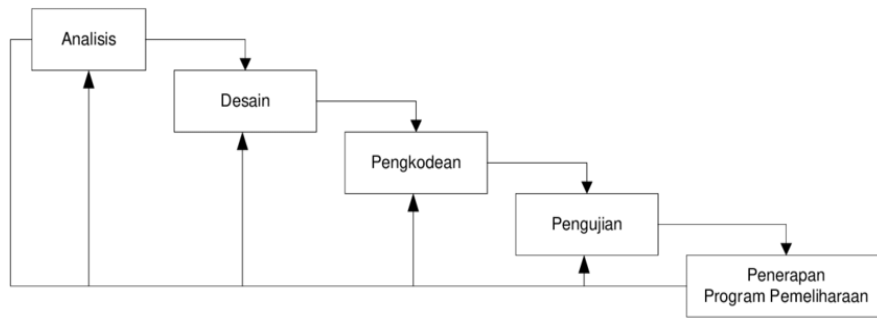 Analisis
Desain
Pengkodean
Pengujian
Penerapan
Program Pemeliharaan